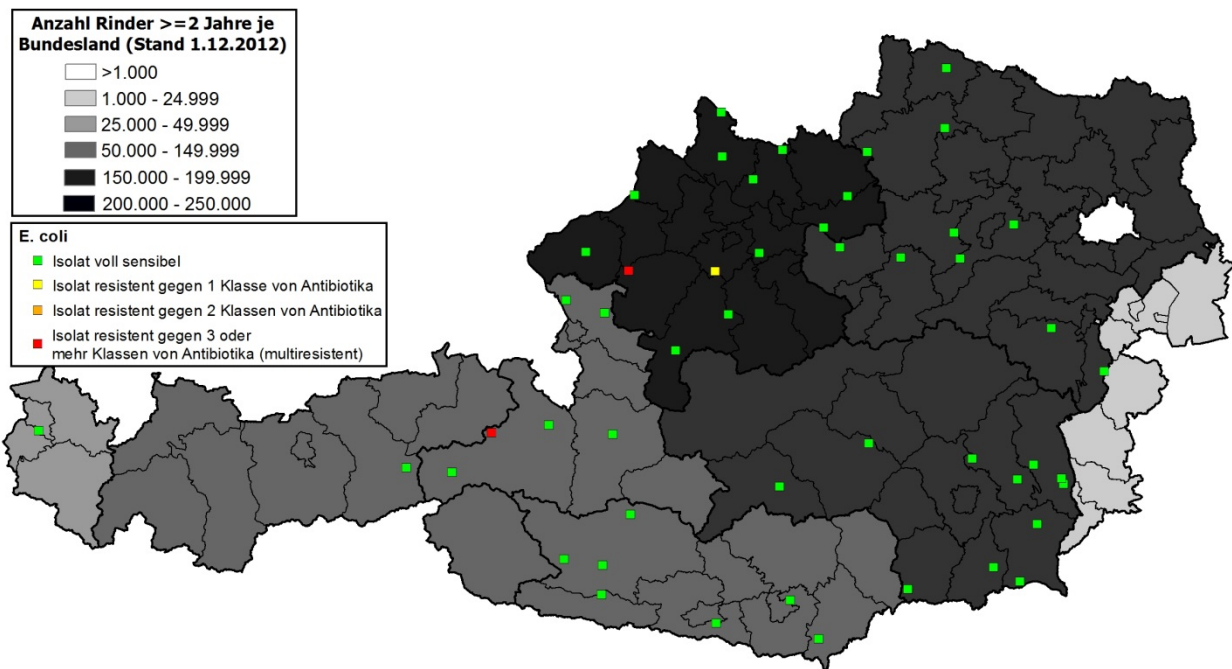 Anzahl Rinder >=2 Jahre je
Bundesland (Stand 1.12.2012)
>1.000
1.000 - 24.999
25.000 - 49.999
50.000 - 149.999
150.000 - 199.999
200.000 - 250.000
E. coli
Isolat voll sensibel
Isolat resistent gegen 1 Klasse von Antibiotika
Isolat resistent gegen 2 Klassen von Antibiotika
Isolat resistent gegen 3 oder
mehr Klassen von Antibiotika (multiresistent)